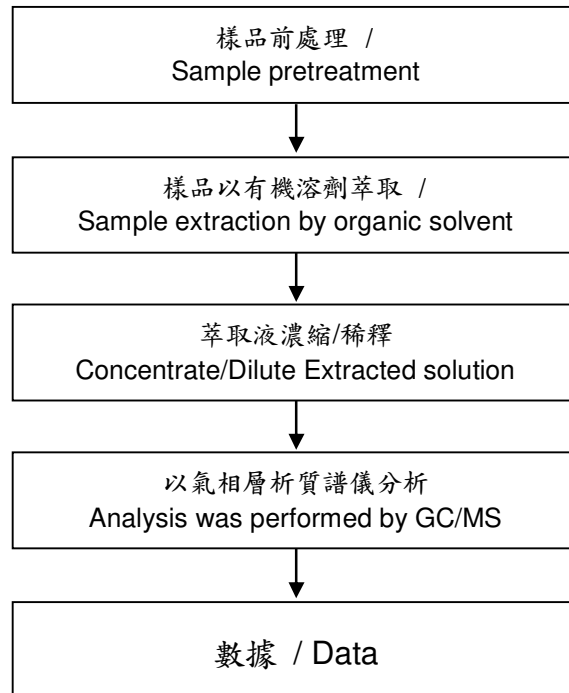 樣品前處理 /
Sample pretreatment
樣品以有機溶劑萃取 /
Sample extraction by organic solvent
萃取液濃縮/稀釋
Concentrate/Dilute Extracted solution
以氣相層析質譜儀分析
Analysis was performed by GC/MS
數據 / Data